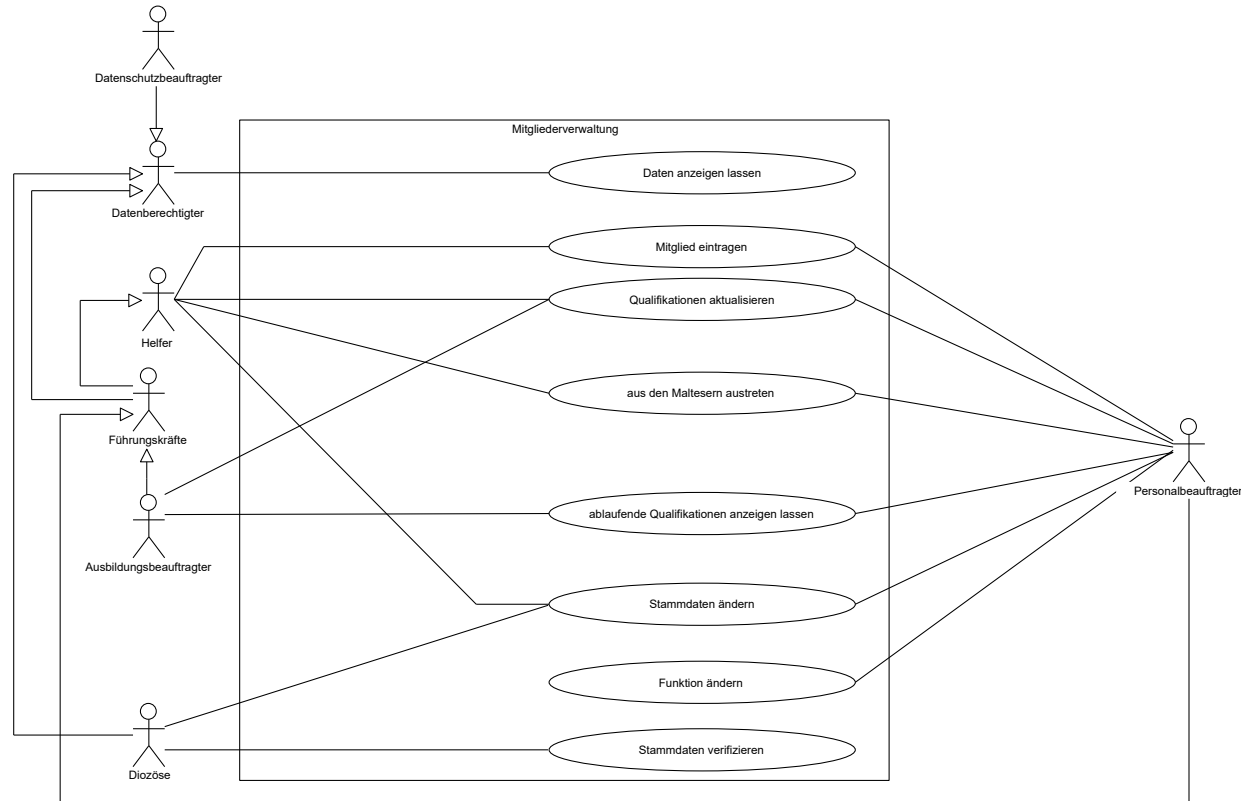 Datenschutzbeauftragter
Mitgliederverwaltung
Daten anzeigen lassen
Datenberechtigter
Mitglied eintragen
Qualifikationen aktualisieren
Helfer
aus den Maltesern austreten
Führungskräfte
Personalbeauftragter
ablaufende Qualifikationen anzeigen lassen
Ausbildungsbeauftragter
Stammdaten ändern
Funktion ändern
Stammdaten verifizieren
Diozöse